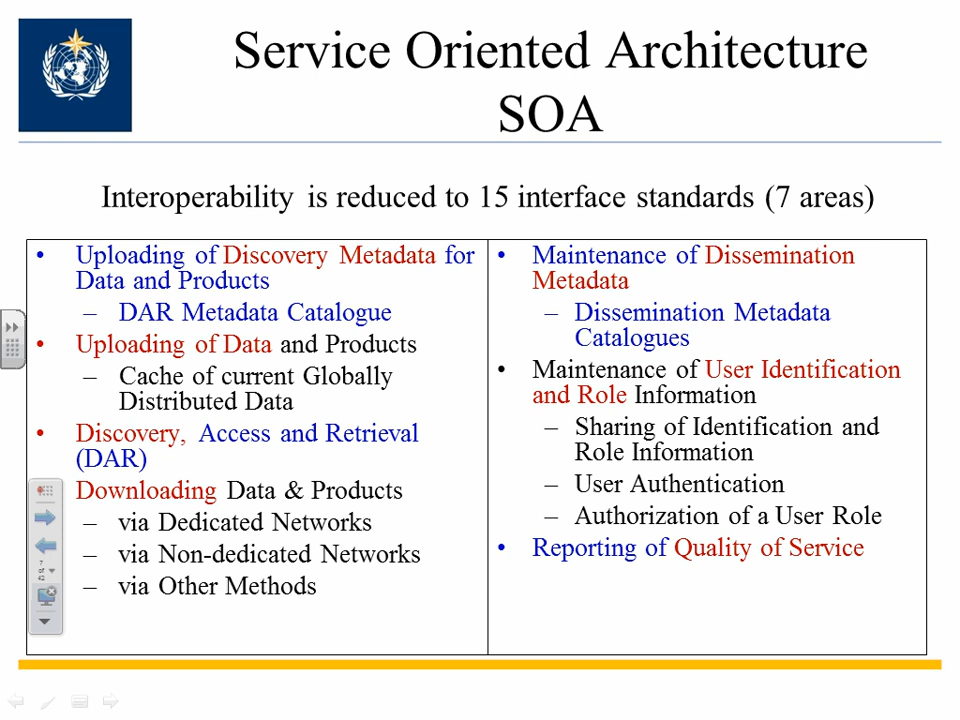 Service Oriented Architecture
SOA
Interoperability is reduced to 15 interface standards (7 areas)
• Uploading of Discovery Metadata for
Data and Products
– DAR Metadata Catalogue
• Uploading of Data and Products
– Cache of current Globally
Distributed Data
• Discovery, Access and Retrieval
(DAR)
Downloading Data & Products
– via Dedicated Networks
– via Non-dedicated Networks
– via Other Methods
• Maintenance of Dissemination
Metadata
– Dissemination Metadata
Catalogues
• Maintenance of User Identification
and Role Information
– Sharing of Identification and
Role Information
– User Authentication
– Authorization of a User Role
• Reporting of Quality of Service
7
of
42